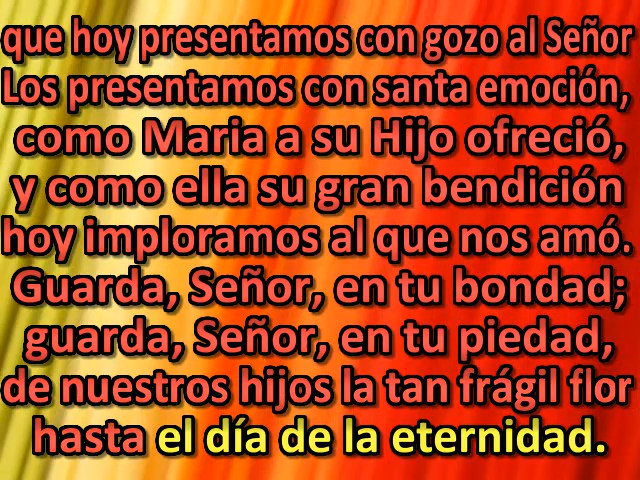 que hoy presentamos con gozo al Señor
Los presentamos con santa emoción,
como Maria a su Hijo ofreció,
y como ella su gran bendición
hoy imploramos al que nos amó.
Guarda, Señor, en tu bondad;
guarda, Señor, en tu piedad,
de nuestros hijos la tan frágil flor
hasta el día de la eternidad.